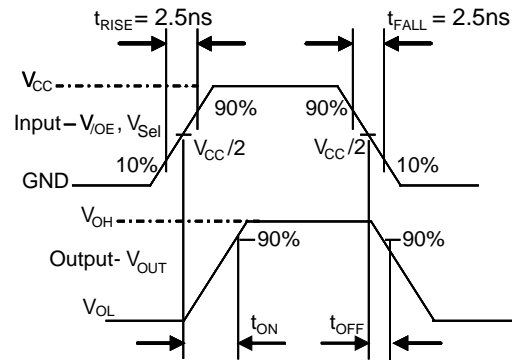 tRISE = 2.5ns
tFALL = 2.5ns
VCC
90%
90%
Input – V/OE, VSel
VCC/2
VCC/2
10%
10%
GND
VOH
90%
90%
Output- VOUT
VOL
tON
tOFF